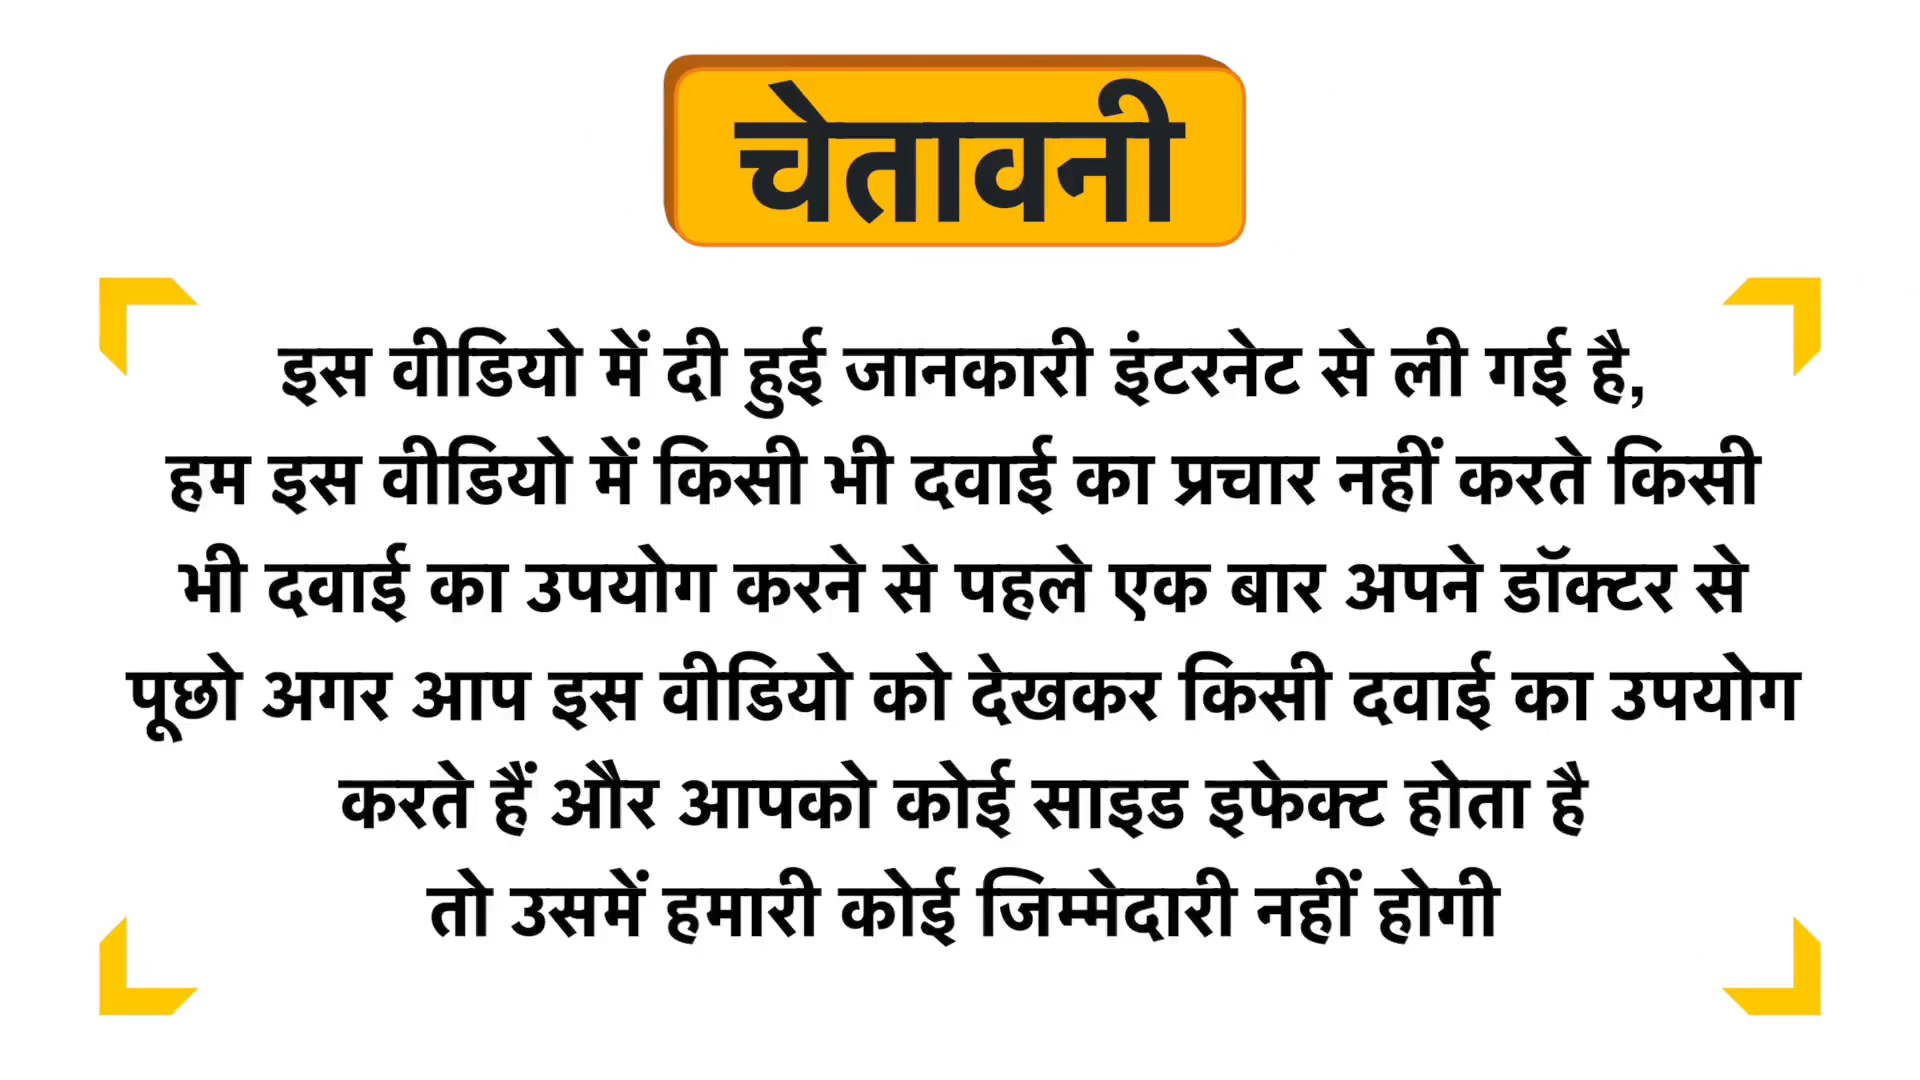 चेतावनी
इस वीडियो में दी हुई जानकारी इंटरनेट से ली गई है,
हम इस वीडियो में किसी भी दवाई का प्रचार नहीं करते किसी
भी दवाई का उपयोग करने से पहले एक बार अपने डॉक्टर से
पूछो अगर आप इस वीडियो को देखकर किसी दवाई का उपयोग
करते हैं और आपको कोई साइड इफेक्ट होता है
तो उसमें हमारी कोई जिम्मेदारी नहीं होगी